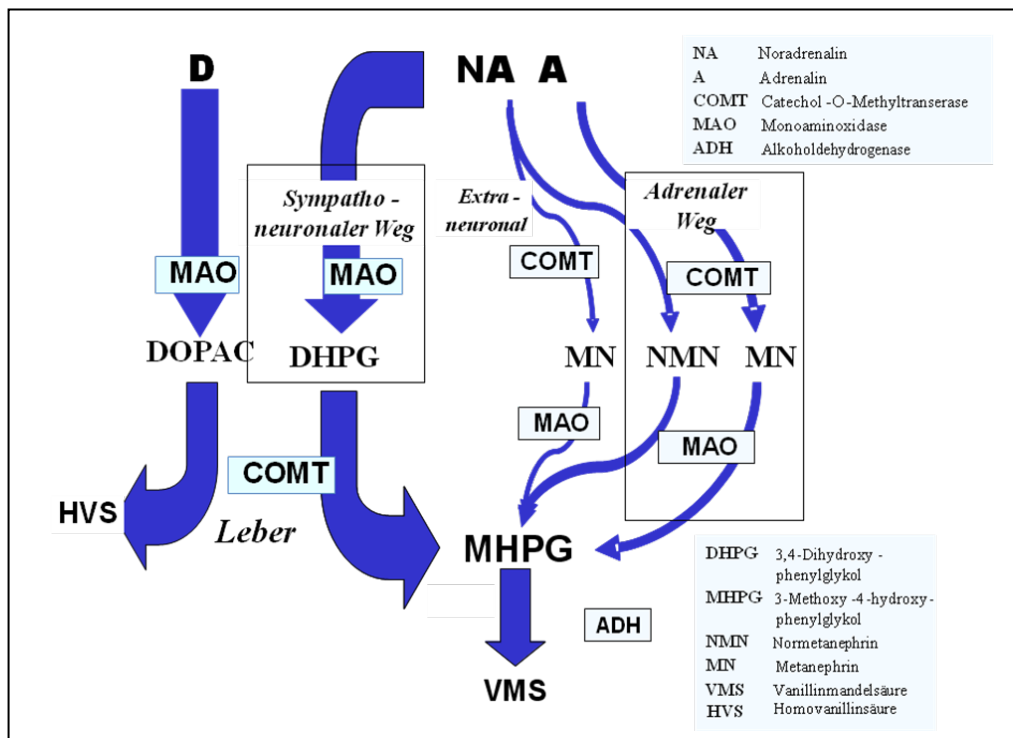 D
NA A
NA Noradrenalin
A Adrenalin
COMT Catechol -O-Methyltranserase
MAO Monoaminoxidase
ADH Alkoholdehydrogenase
Sympatho -
neuronaler Weg
Extra -
neuronal
Adrenaler
Weg
MAO
MAO
COMT
COMT
DOPAC
DHPG
MN
NMN
MN
MAO
MAO
COMT
HVS
Leber
MHPG
ADH
VMS
DHPG 3,4-Dihydroxy -
phenylglykol
MHPG 3-Methoxy -4-hydroxy -
phenylglykol
NMN Normetanephrin
MN Metanephrin
VMS Vanillinmandelsäure
HVS Homovanillinsäure